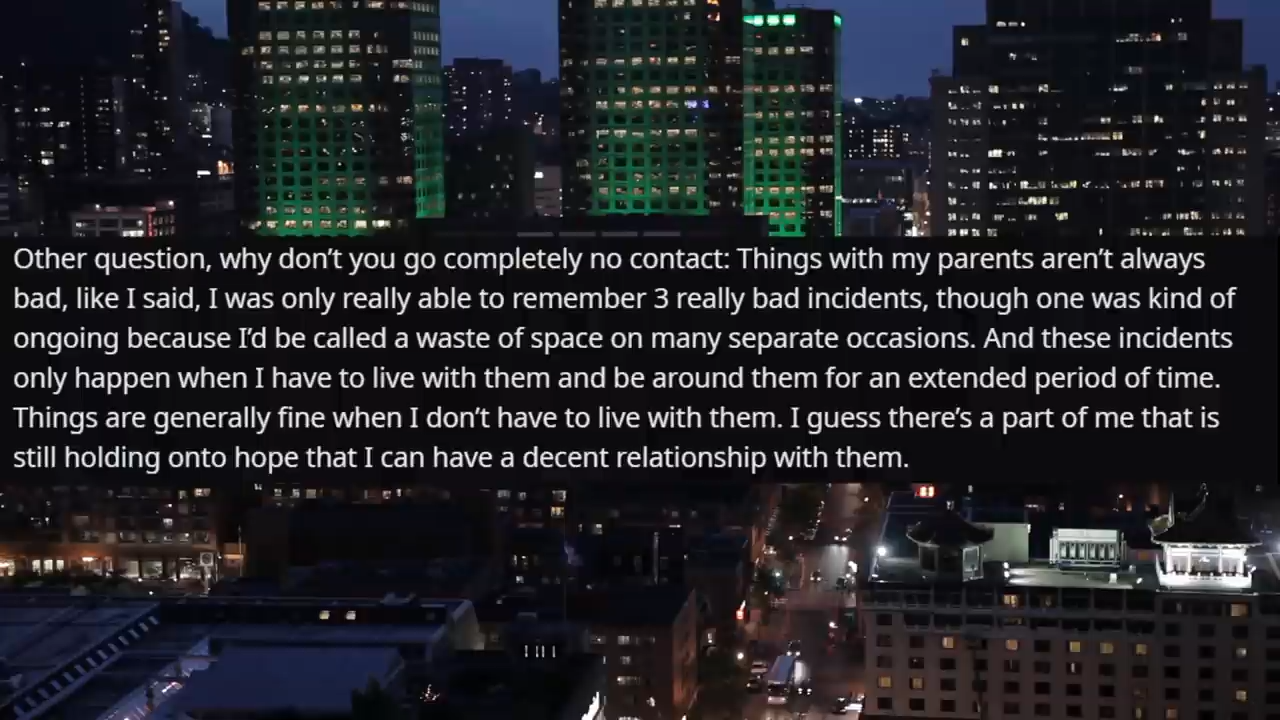 Other question, why don’t you go completely no contact: Things with my parents aren’t always
bad, like I said, I was only really able to remember 3 really bad incidents, though one was kind of
ongoing because I’d be called a waste of space on many separate occasions. And these incidents
only happen when I have to live with them and be around them for an extended period of time.
Things are generally fine when I don’t have to live with them. I guess there’s a part of me that is
still holding onto hope that I can have a decent relationship with them.